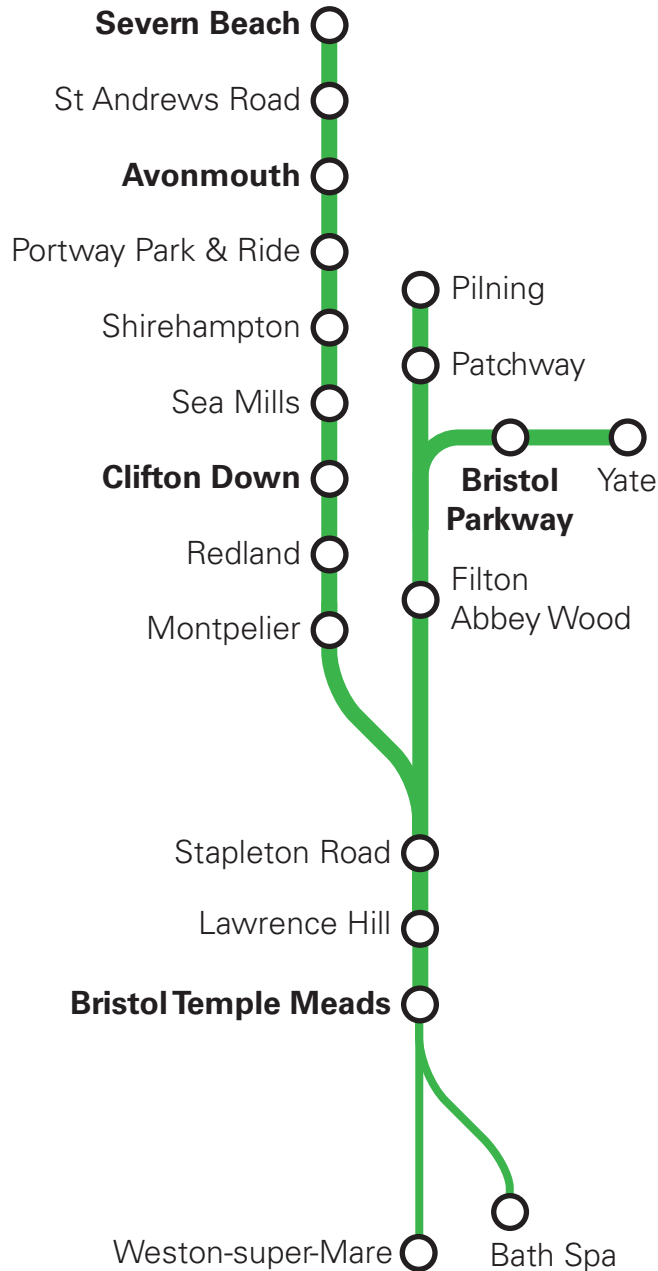 Severn Beach
St Andrews Road
Avonmouth
Portway Park & Ride
Pilning
Shirehampton
Patchway
Sea Mills
Clifton Down
Bristol
Parkway
Yate
Redland
Filton
Abbey Wood
Montpelier
Stapleton Road
Lawrence Hill
Bristol Temple Meads
Weston-super-Mare
Bath Spa